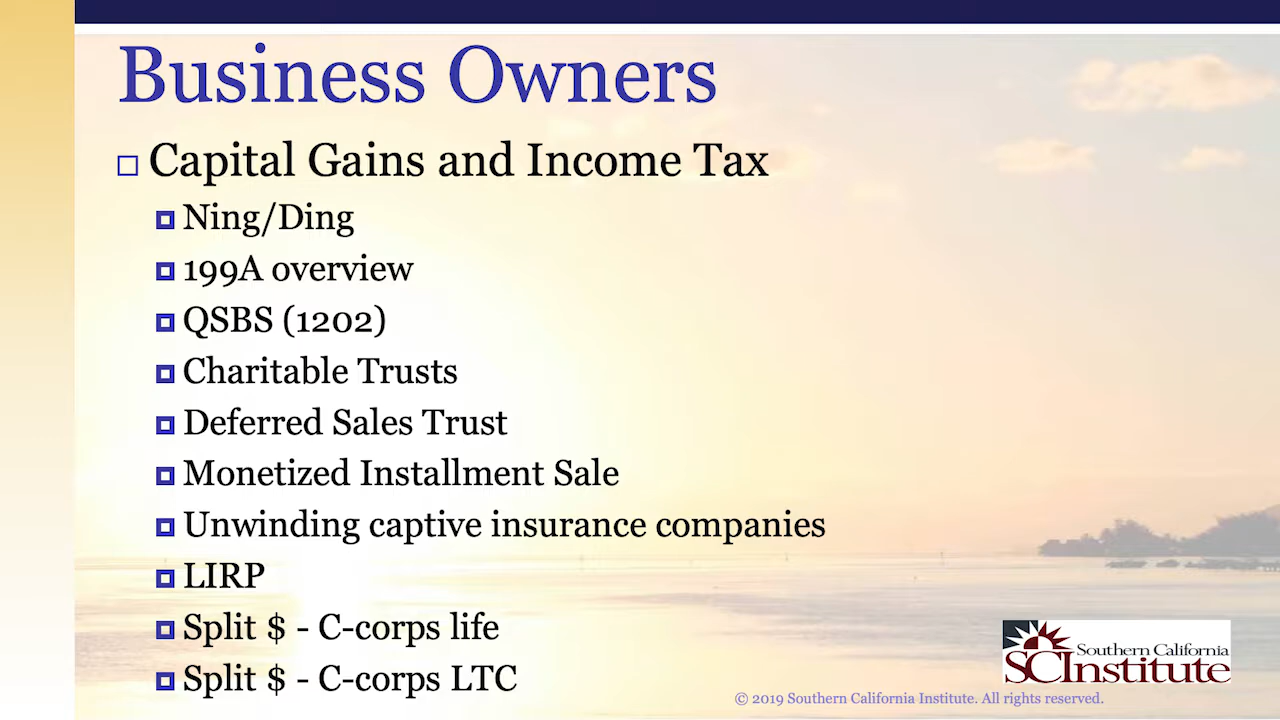 Business Owners
Capital Gains and Income Tax
Ning/Ding
199A overview
QSBS (1202)
Charitable Trusts
Deferred Sales Trust
Monetized Installment Sale
Unwinding captive insurance companies
LIRP
Split $ - C-corps life
Split $ - C-corps LTC
Southern California
SCInstitute
© 2019 Southern California Institute. All rights reserved.